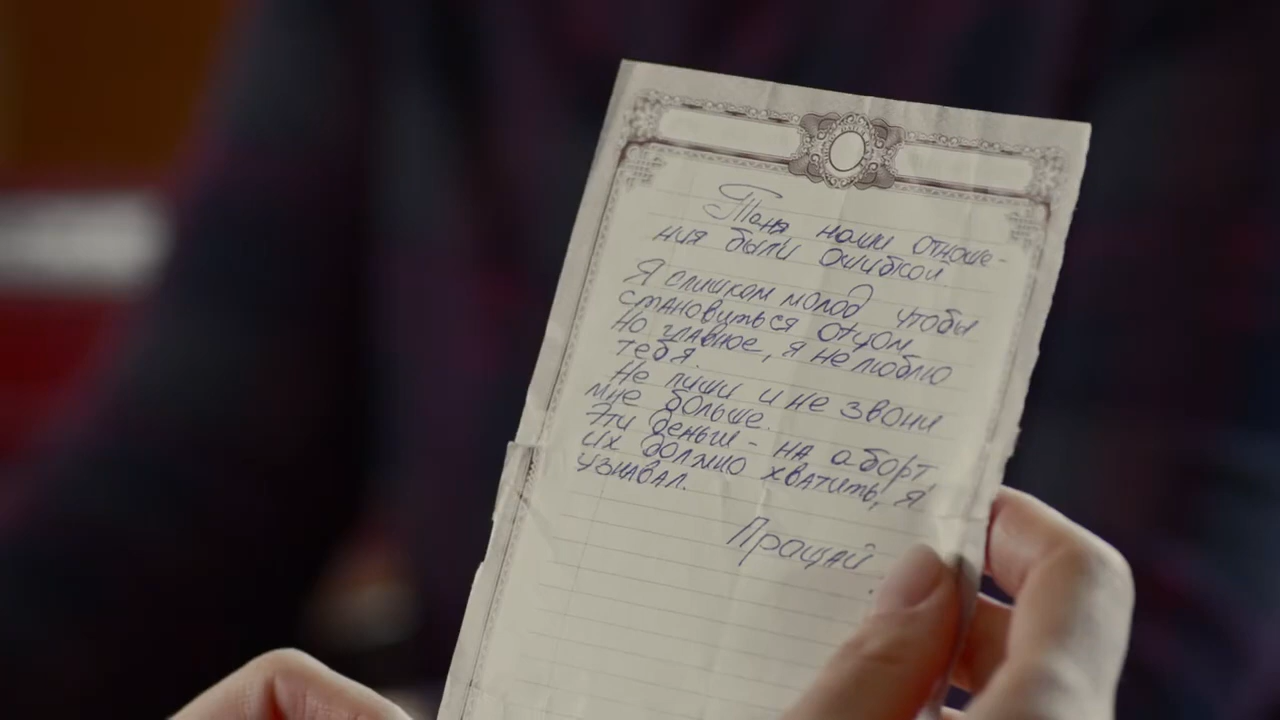 Таня наши отноше-
ния были ошибкой
Я слишком молод чтобы
становиться отцом
Но главное, я не люблю
тебя.
Не пиши и не звони
мне больше.
Эти деньги - на аборт,
их должно хватить, я
узнавал.
Прощай.